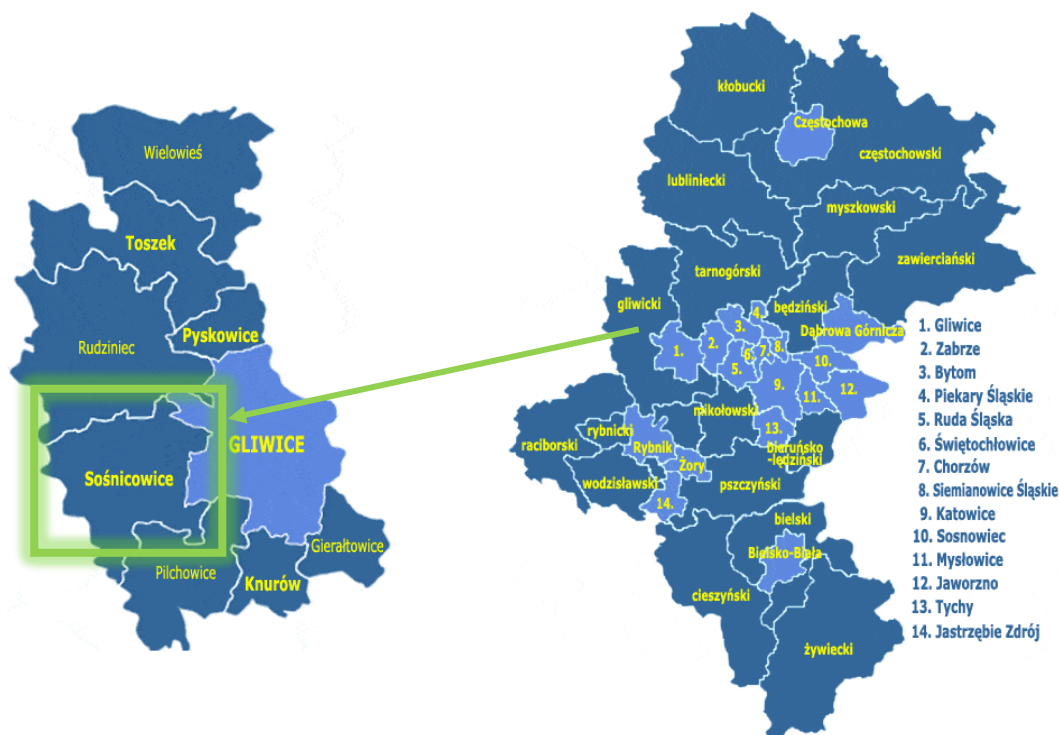 Wielowieś
Toszek
Pyskowice
Rudziniec
GLIWICE
Sośnicowice
Gierałtowice
Pilchowice
Knurów
kłobucki
Częstochowa
częstochowski
lubliniecki
myszkowski
zawierciański
tarnogórski
gliwicki
będziński
Dąbrowa Górnicza
4.
3.
1.
2.
6.
7.
8.
5.
10.
9.
11.
12.
mikołowski
13.
bieruńsko
-lędziński
rybnicki
Rybnik
raciborski
Żory
wodzisławski
pszczyński
14.
bielski
Bielsko-Biała
cieszyński
żywiecki
1. Gliwice
2. Zabrze
3. Bytom
4. Piekary Śląskie
5. Ruda Śląska
6. Świętochłowice
7. Chorzów
8. Siemianowice Śląskie
9. Katowice
10. Sosnowiec
11. Mysłowice
12. Jaworzno
13. Tychy
14. Jastrzębie Zdrój